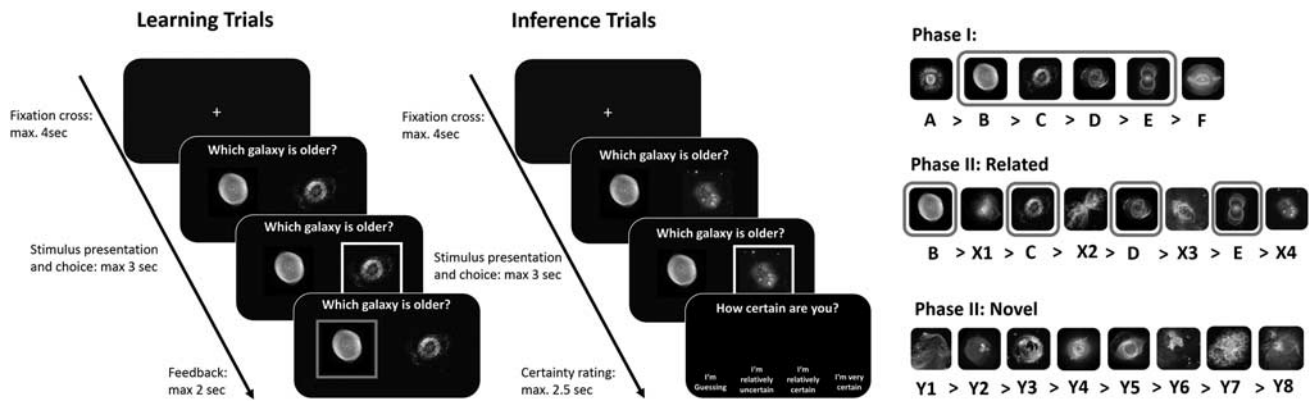 Learning Trials
Fixation cross:
max. 4sec
+
Which galaxy is older?
Which galaxy is older?
Stimulus presentation
and choice: max 3 sec
Which galaxy is older?
Feedback:
max 2 sec
Inference Trials
Fixation cross:
max. 4sec
+
Which galaxy is older?
Which galaxy is older?
Stimulus presentation
and choice: max 3 sec
How certain are you?
I'm
Guessing
I'm
relatively
uncertain
I'm
relatively
certain
I'm very
certain
Certainty rating:
max. 2.5 sec
Phase I:
A > B > C > D > E > F
Phase II: Related
B > X1 > C > X2 > D > X3 > E > X4
Phase II: Novel
Y1 > Y2 > Y3 > Y4 > Y5 > Y6 > Y7 > Y8